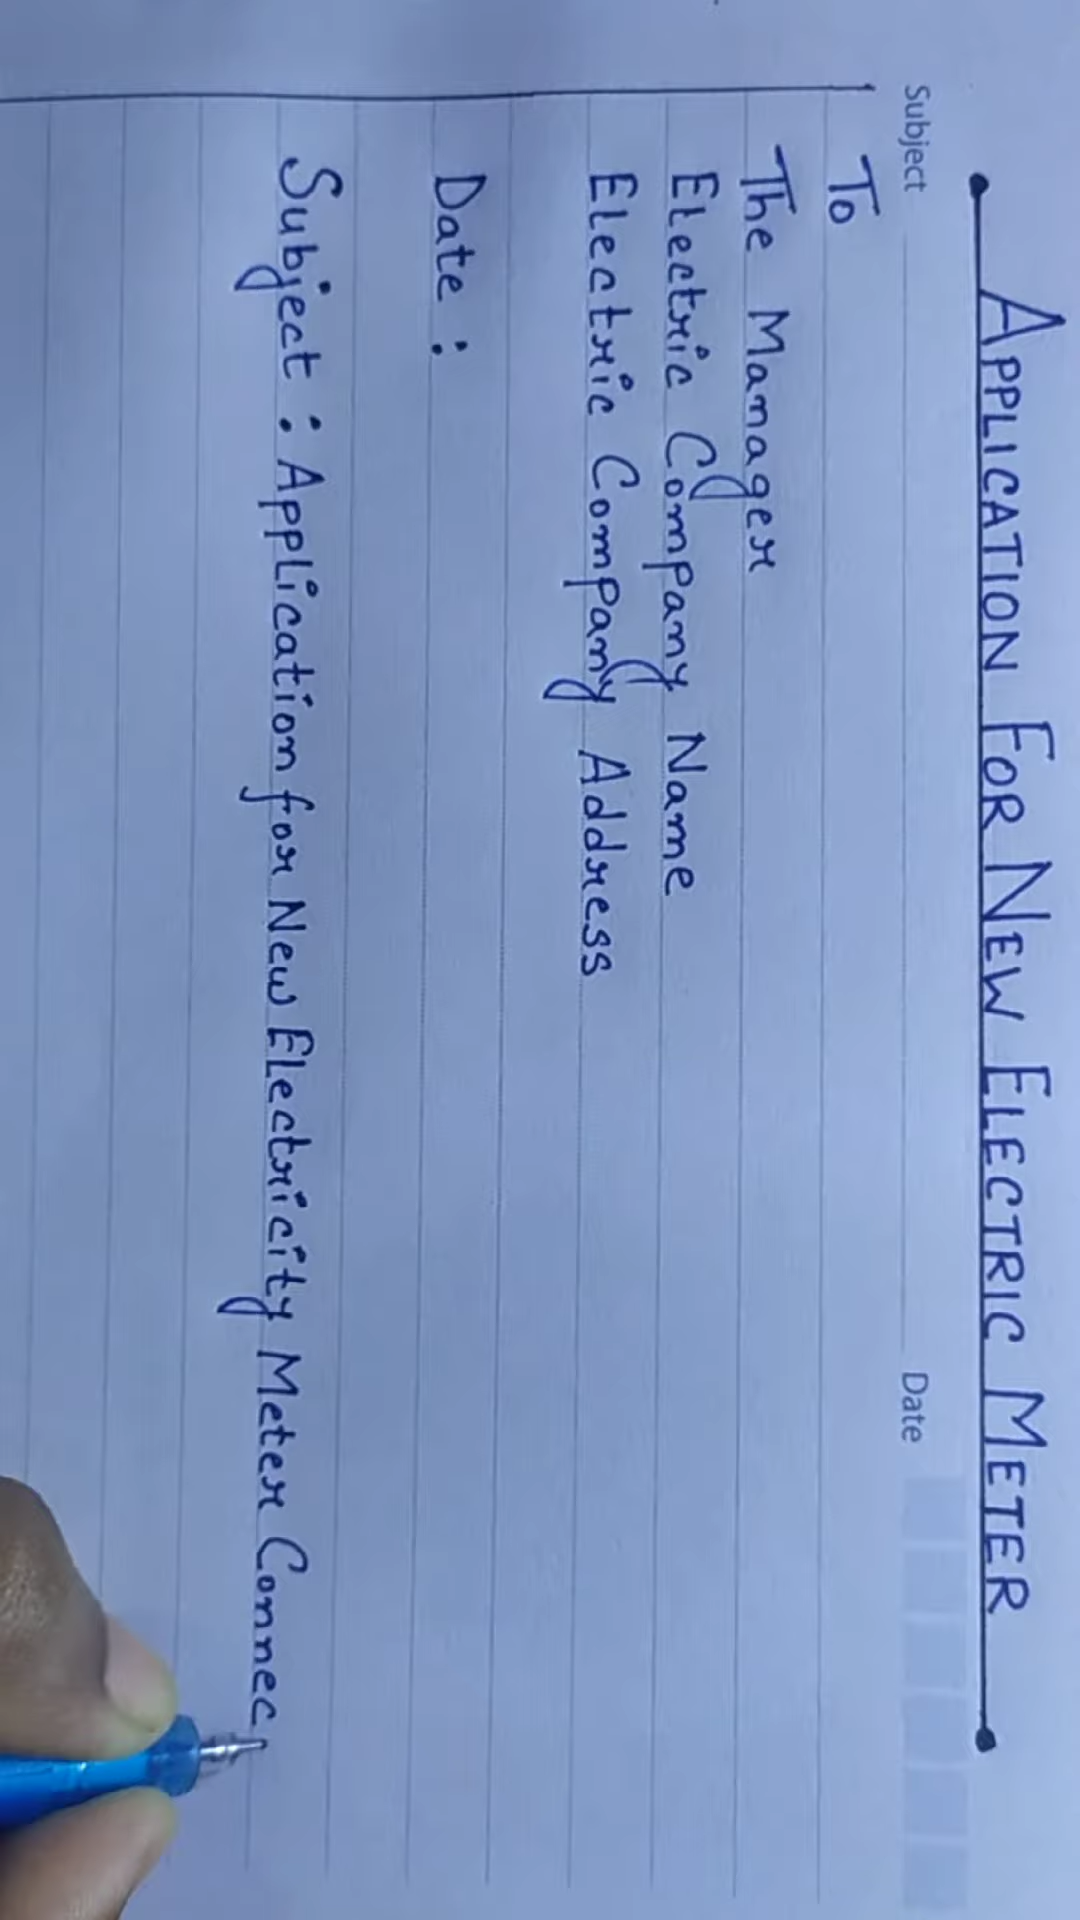 APPLICATION FOR NEW ELECTRIC METER
Subject Date
To
The Manager
Electric Company Name
Electric Company Address
Date :
Subject : Application for New Electricity Meter Connec